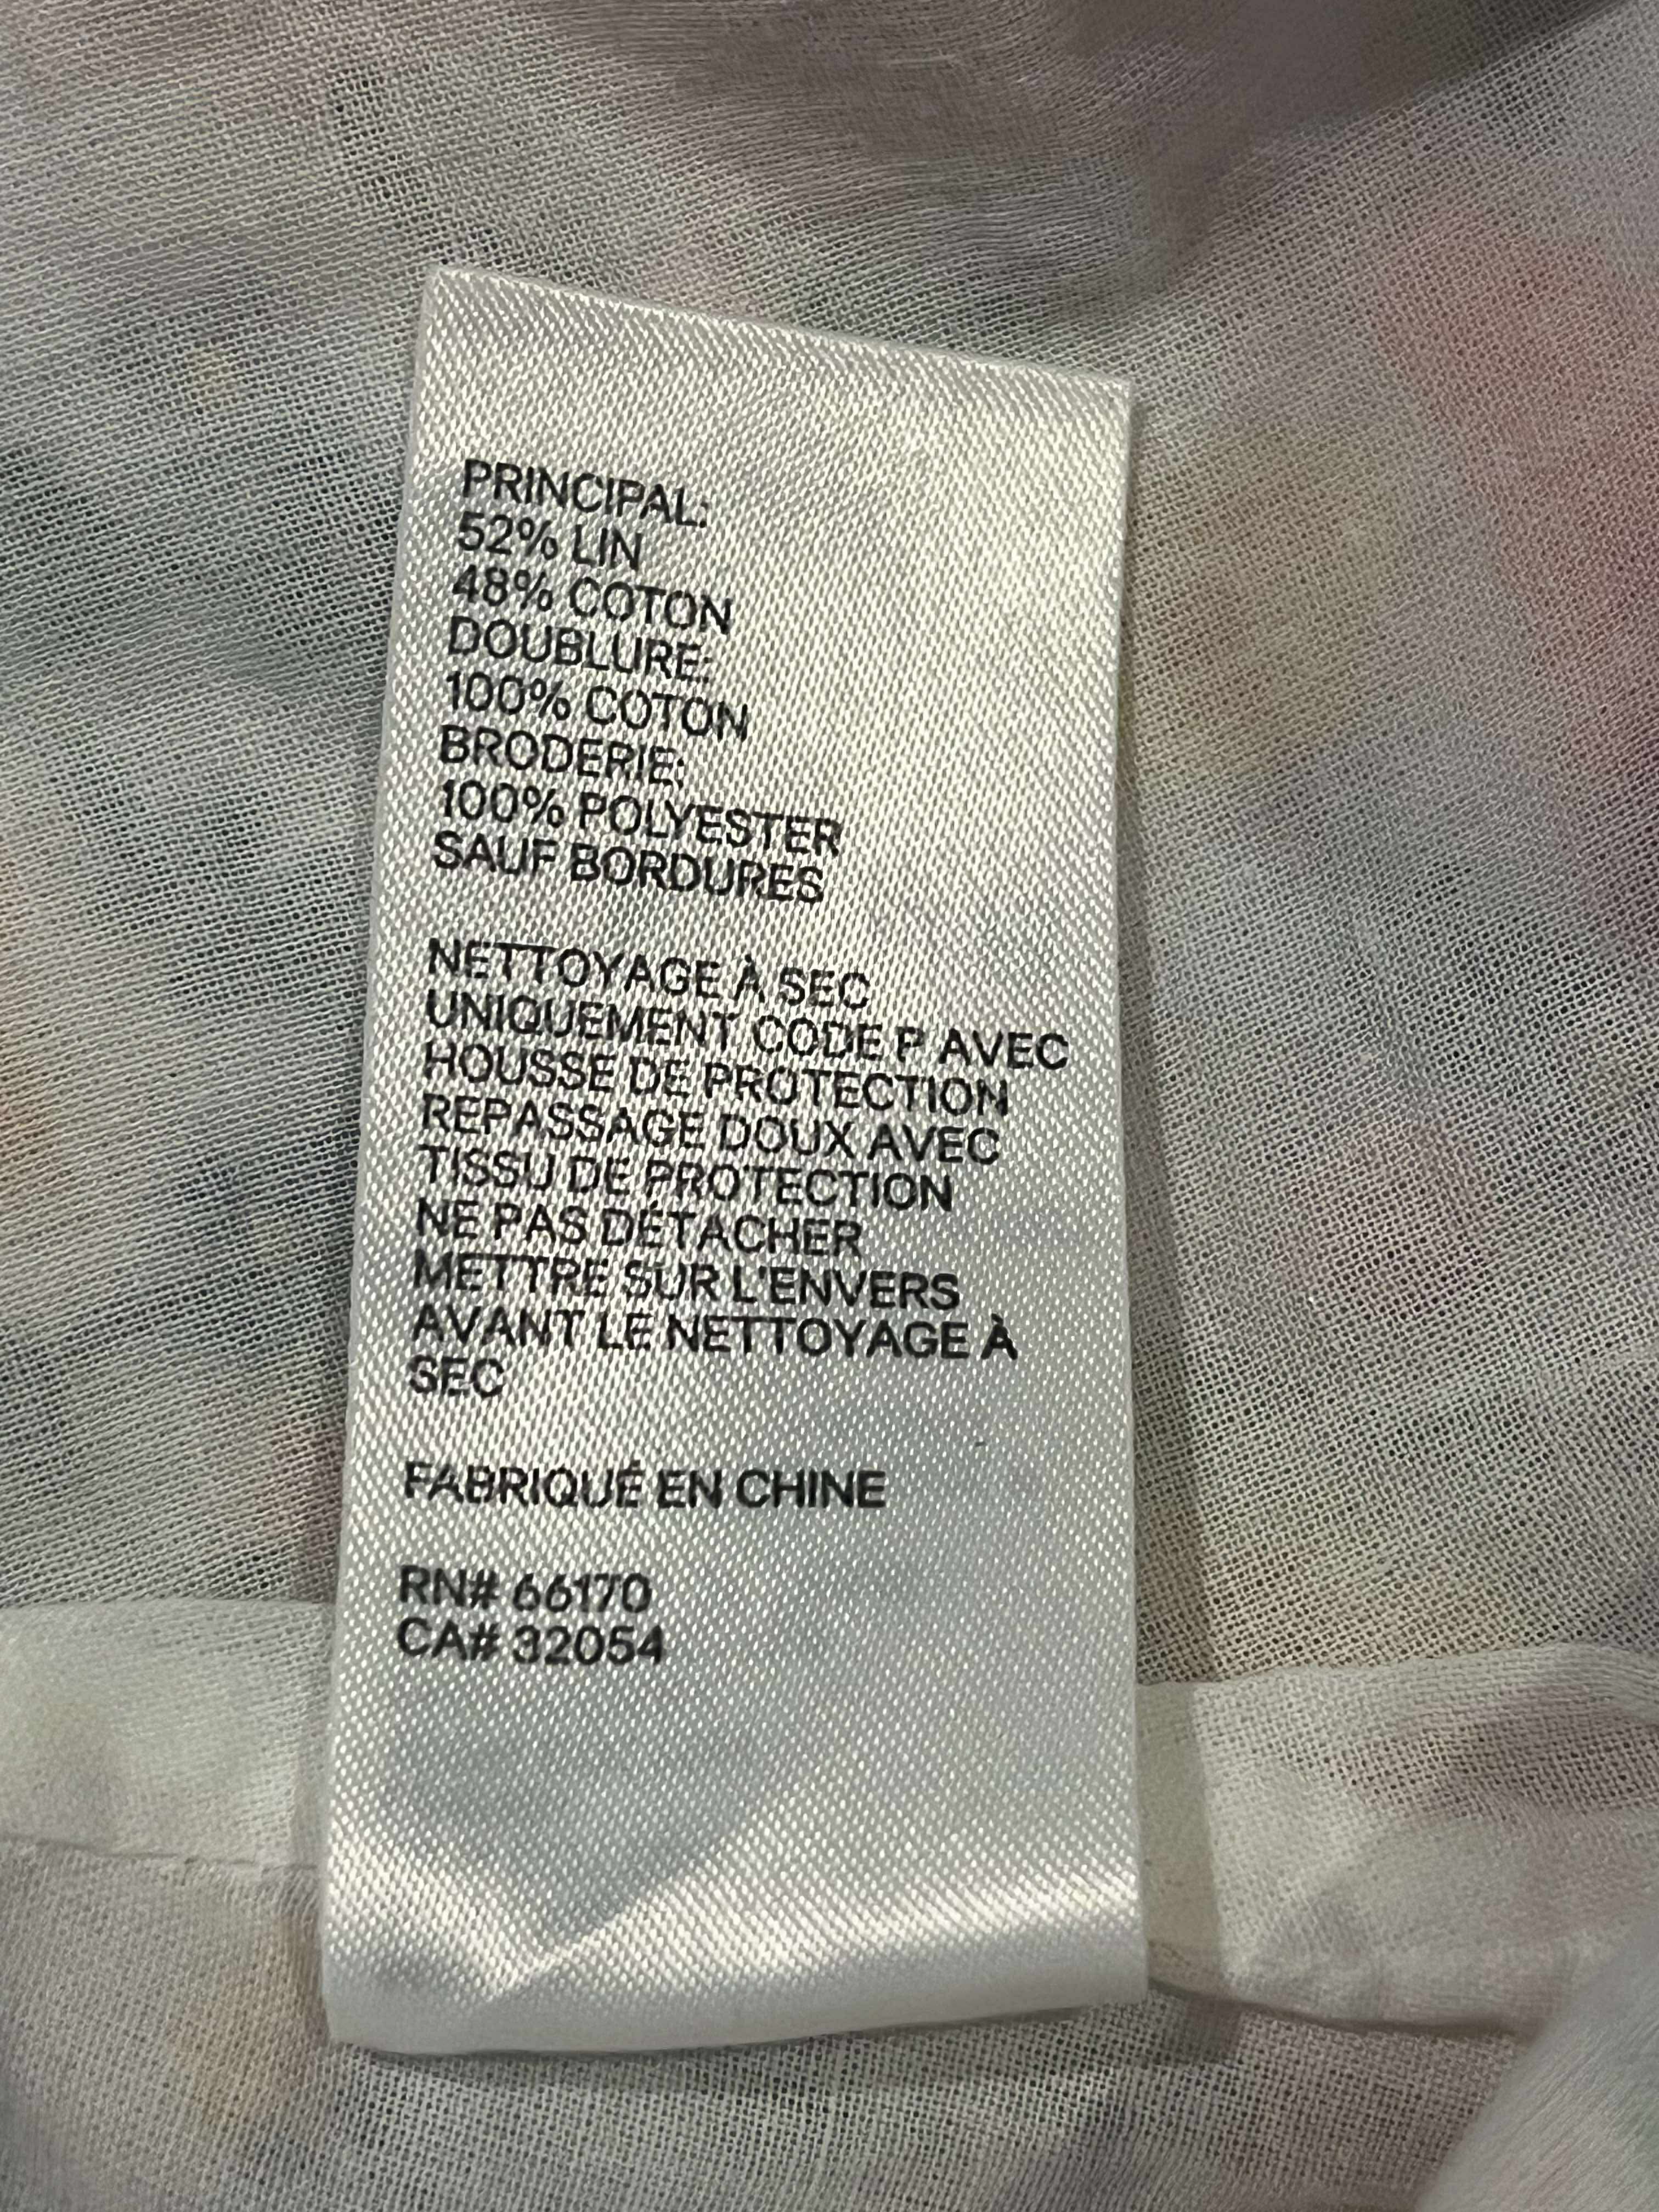 PRINCIPAL:
52% LIN
48% COTON
DOUBLURE:
100% COTON
BRODERIE:
100% POLYESTER
SAUF BORDURES
NETTOYAGE À SEC
UNIQUEMENT CODE P AVEC
HOUSSE DE PROTECTION
REPASSAGE DOUX AVEC
TISSU DE PROTECTION
NE PAS DÉTACHER
METTRE SUR L'ENVERS
AVANT LE NETTOYAGE À
SEC
FABRIQUÉ EN CHINE
RN# 66170
CA# 32054